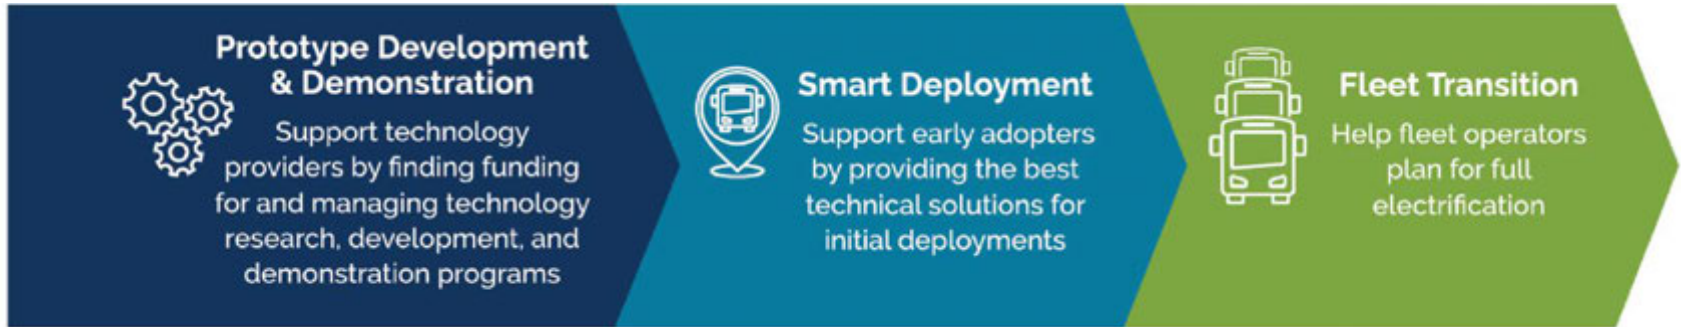 Prototype Development
& Demonstration
Support technology
providers by finding funding
for and managing technology
research, development, and
demonstration programs
Smart Deployment
Support early adopters
by providing the best
technical solutions for
initial deployments
Fleet Transition
Help fleet operators
plan for full
electrification